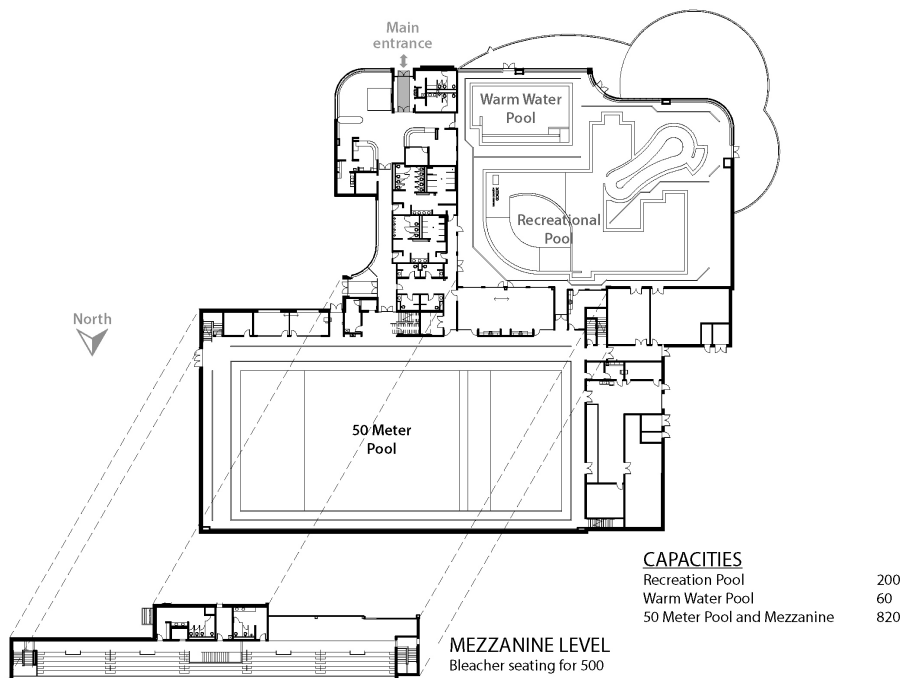 Main
entrance
Warm Water
Pool
Recreational
Pool
North
50 Meter
Pool
CAPACITIES
Recreation Pool 200
Warm Water Pool 60
50 Meter Pool and Mezzanine 820
MEZZANINE LEVEL
Bleacher seating for 500